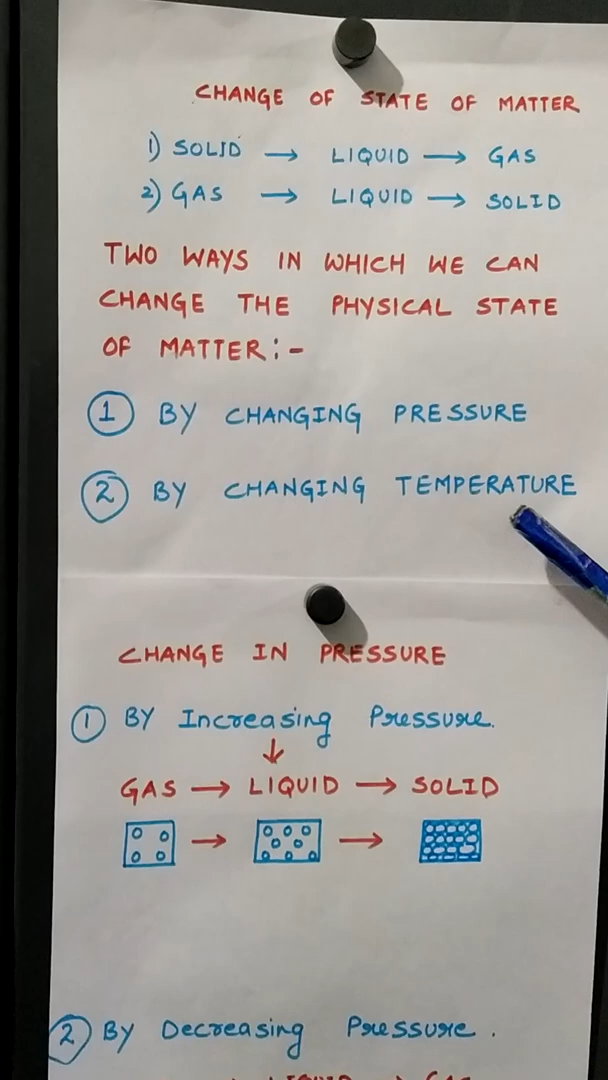 CHANGE OF STATE OF MATTER
1) SOLID → LIQUID → GAS
2) GAS → LIQUID → SOLID
TWO WAYS IN WHICH WE CAN
CHANGE THE PHYSICAL STATE
OF MATTER:-
1 BY CHANGING PRESSURE
2 BY CHANGING TEMPERATURE
CHANGE IN PRESSURE
1 BY Increasing Pressure.
↓
GAS → LIQUID → SOLID
→ →
2 BY Decreasing Pressure.
LIQUID → GAS